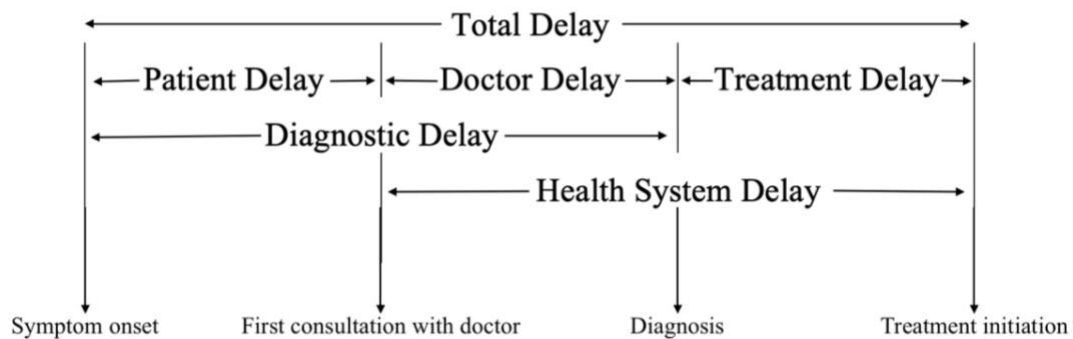 Total Delay
Patient Delay Doctor Delay Treatment Delay
Diagnostic Delay
Health System Delay
Symptom onset First consultation with doctor Diagnosis Treatment initiation